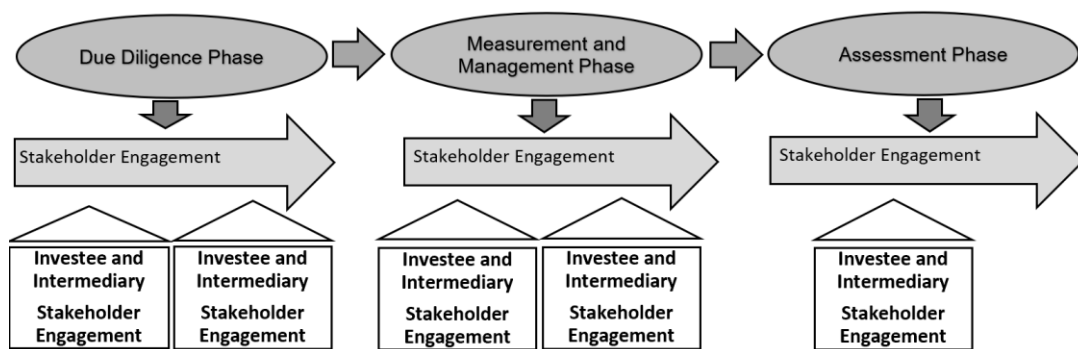 Due Diligence Phase
Measurement and
Management Phase
Assessment Phase
Stakeholder Engagement
Stakeholder Engagement
Stakeholder Engagement
Investee and
Intermediary
Stakeholder
Engagement
Investee and
Intermediary
Stakeholder
Engagement
Investee and
Intermediary
Stakeholder
Engagement
Investee and
Intermediary
Stakeholder
Engagement
Investee and
Intermediary
Stakeholder
Engagement